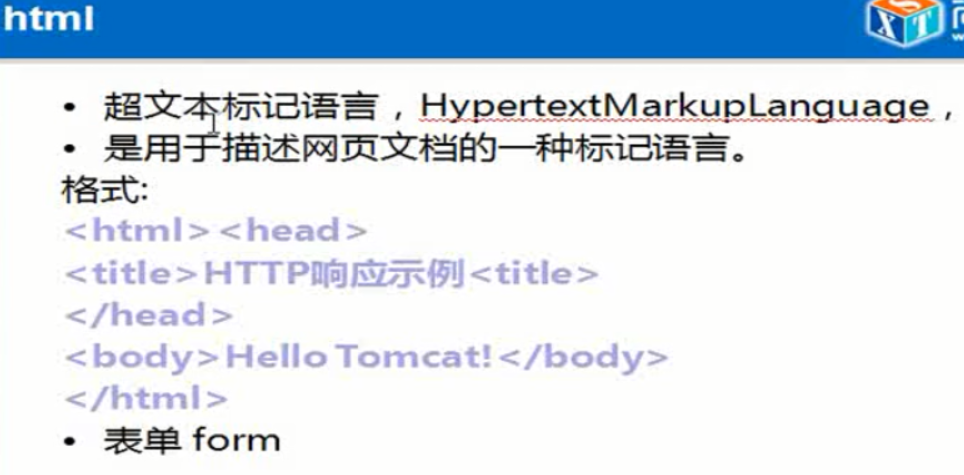 html
SXT
• 超文本标记语言，HypertextMarkupLanguage，
• 是用于描述网页文档的一种标记语言。
格式:
<html><head>
<title>HTTP响应示例<title>
</head>
<body>Hello Tomcat!</body>
</html>
• 表单 form